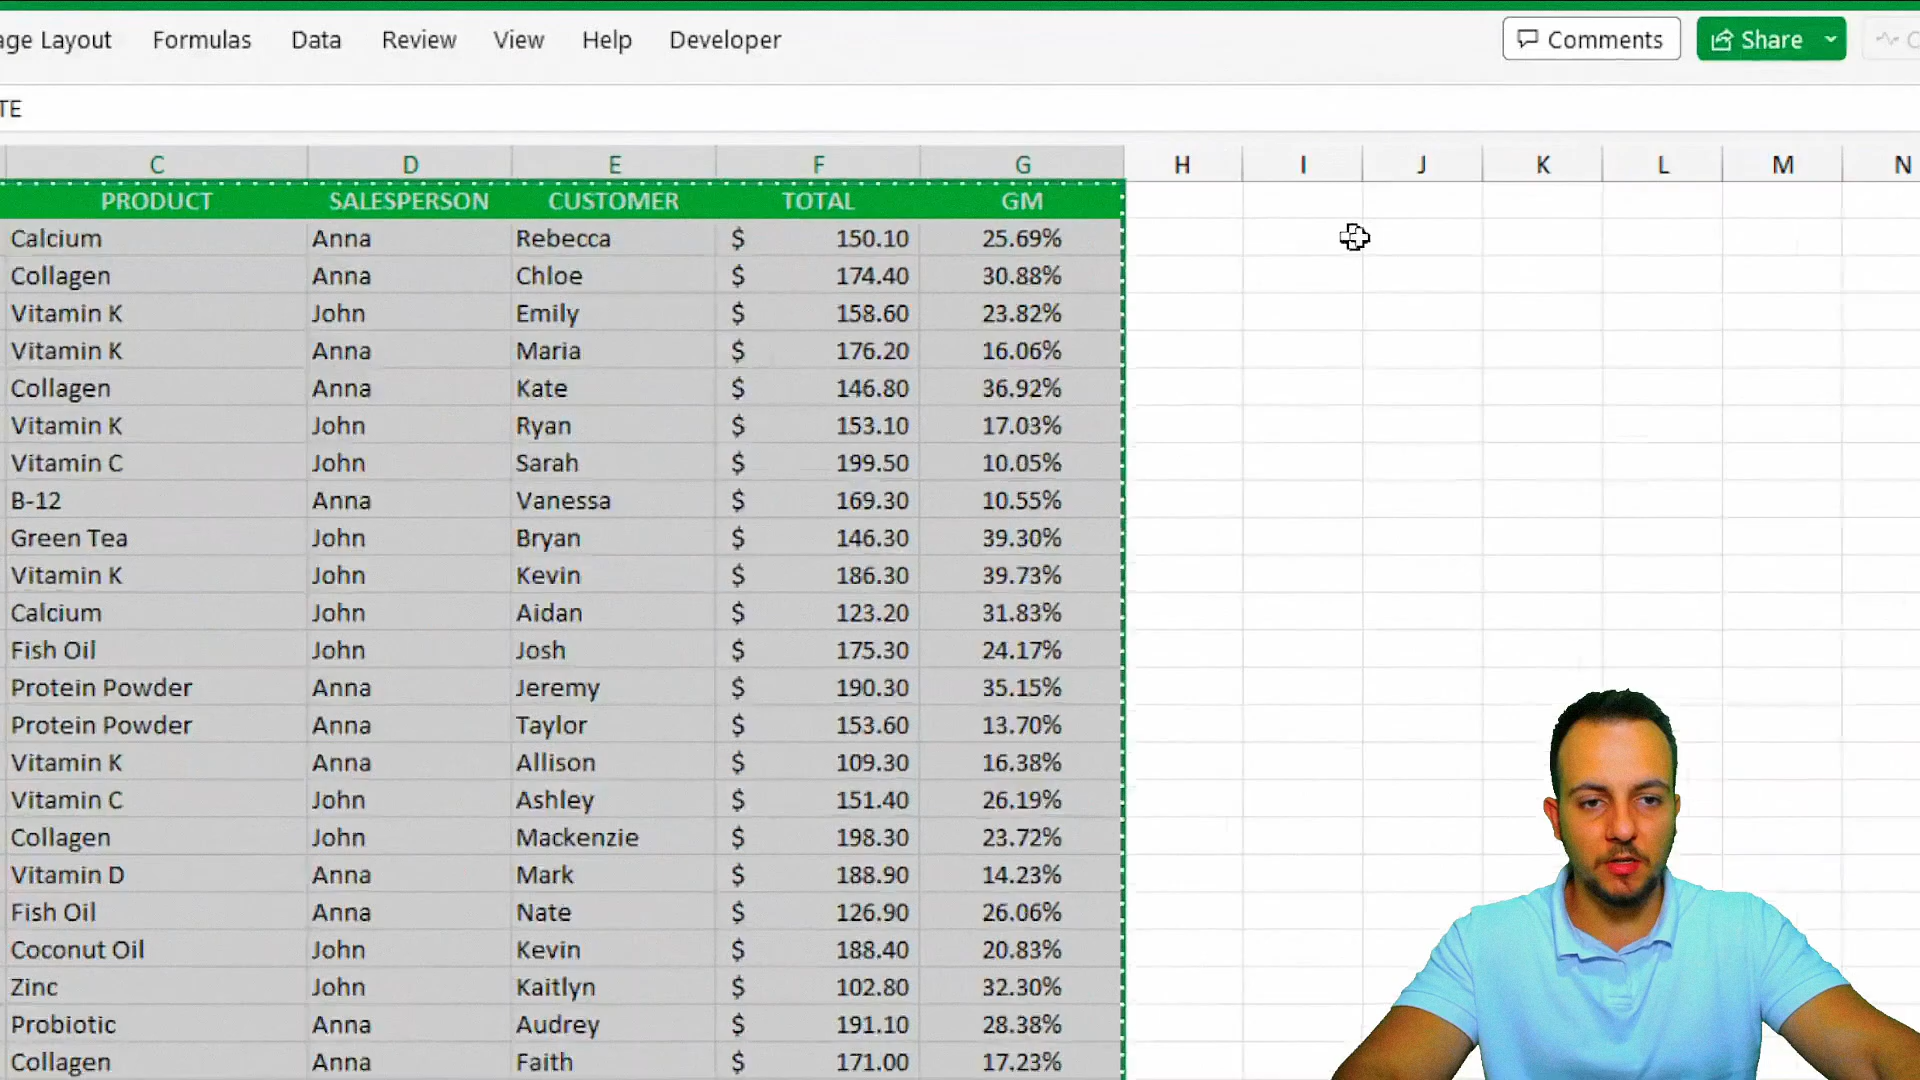 age Layout Formulas Data Review View Help Developer Comments Share C
TE
C D E F G H I J K L M N
PRODUCT SALESPERSON CUSTOMER TOTAL GM
Calcium Anna Rebecca $ 150.10 25.69%
Collagen Anna Chloe $ 174.40 30.88%
Vitamin K John Emily $ 158.60 23.82%
Vitamin K Anna Maria $ 176.20 16.06%
Collagen Anna Kate $ 146.80 36.92%
Vitamin K John Ryan $ 153.10 17.03%
Vitamin C John Sarah $ 199.50 10.05%
B-12 Anna Vanessa $ 169.30 10.55%
Green Tea John Bryan $ 146.30 39.30%
Vitamin K John Kevin $ 186.30 39.73%
Calcium John Aidan $ 123.20 31.83%
Fish Oil John Josh $ 175.30 24.17%
Protein Powder Anna Jeremy $ 190.30 35.15%
Protein Powder Anna Taylor $ 153.60 13.70%
Vitamin K Anna Allison $ 109.30 16.38%
Vitamin C John Ashley $ 151.40 26.19%
Collagen John Mackenzie $ 198.30 23.72%
Vitamin D Anna Mark $ 188.90 14.23%
Fish Oil Anna Nate $ 126.90 26.06%
Coconut Oil John Kevin $ 188.40 20.83%
Zinc John Kaitlyn $ 102.80 32.30%
Probiotic Anna Audrey $ 191.10 28.38%
Collagen Anna Faith $ 171.00 17.23%